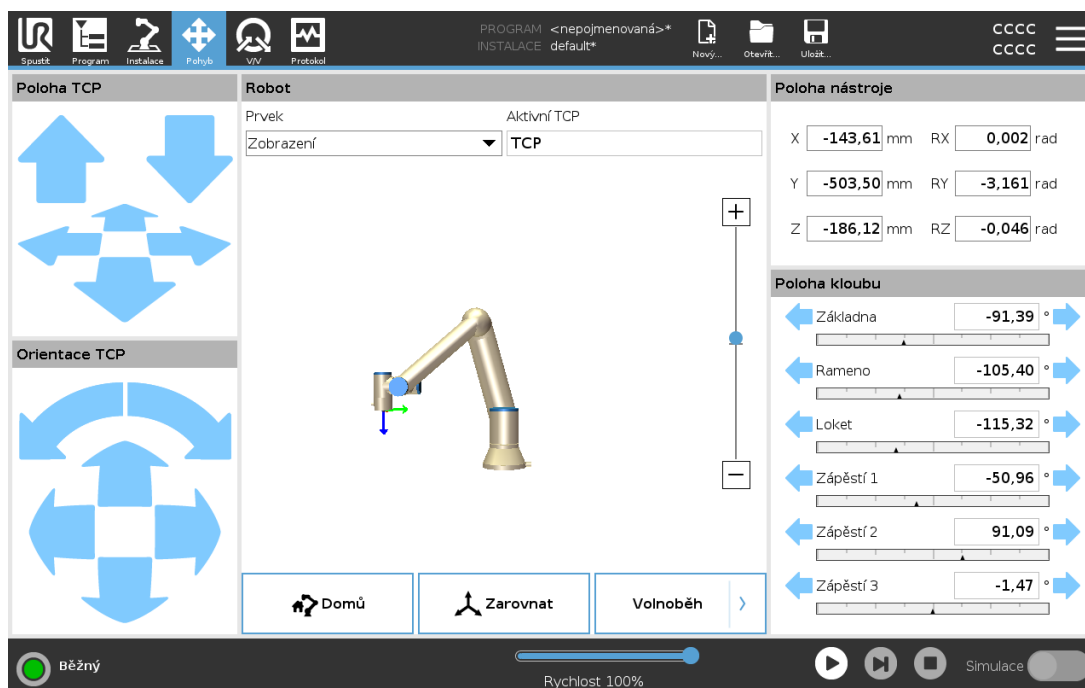 UR
Spustit Program Instalace Pohyb V/V Protokol
PROGRAM <nepojmenovaná>*
INSTALACE default*
Nový... Otevřít... Uložit...
CCCC
CCCC
Poloha TCP
Orientace TCP
Robot
Prvek Aktivní TCP
Zobrazení TCP
+
−
Domů Zarovnat Volnoběh
Poloha nástroje
X -143,61 mm RX 0,002 rad
Y -503,50 mm RY -3,161 rad
Z -186,12 mm RZ -0,046 rad
Poloha kloubu
Základna -91,39 °
Rameno -105,40 °
Loket -115,32 °
Zápěstí 1 -50,96 °
Zápěstí 2 91,09 °
Zápěstí 3 -1,47 °
Běžný
Rychlost 100%
Simulace